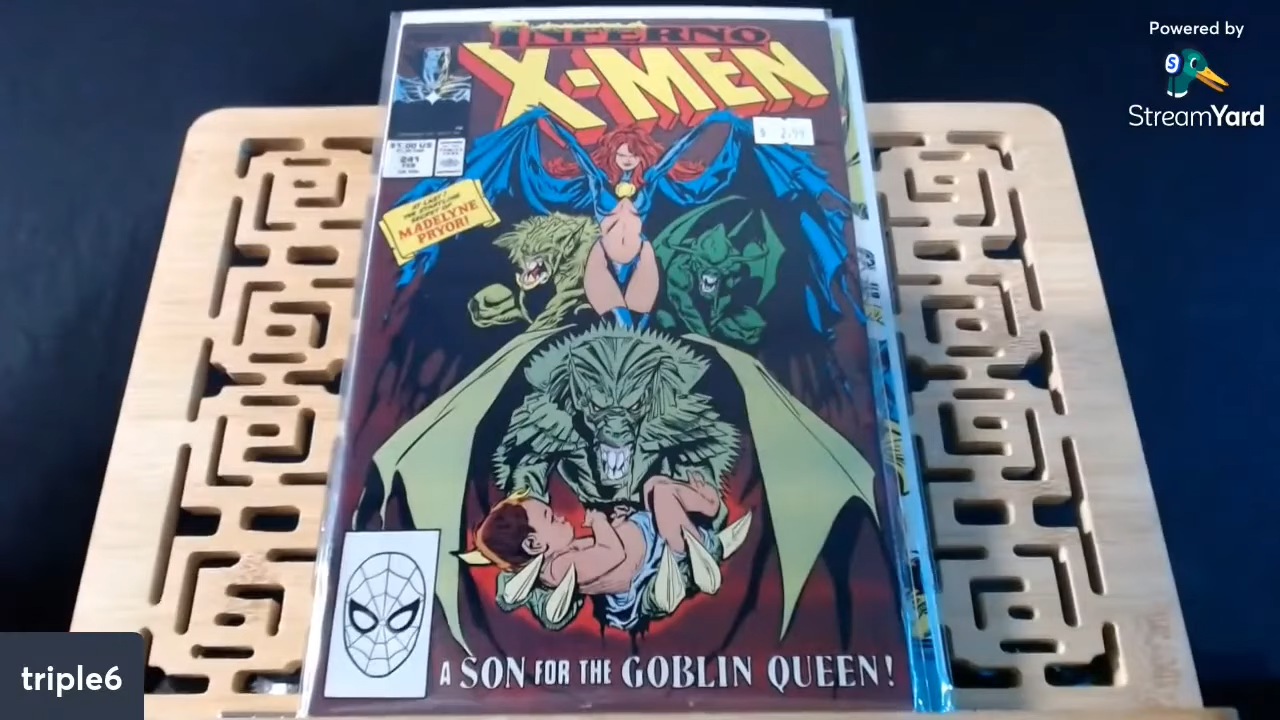 Powered by
S
StreamYard
INFERNO
X-MEN
$ 2.99
$1.00 US
241
FEB
AT LAST!
THE STARTLING
SECRET OF
MADELYNE
PRYOR!
A SON FOR THE GOBLIN QUEEN!
triple6